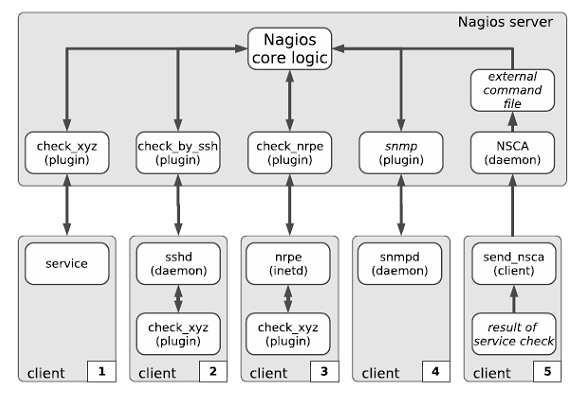 Nagios server
Nagios
core logic
external
command
file
check_xyz
(plugin)
check_by_ssh
(plugin)
check_nrpe
(plugin)
snmp
(plugin)
NSCA
(daemon)
service
client 1
sshd
(daemon)
check_xyz
(plugin)
client 2
nrpe
(inetd)
check_xyz
(plugin)
client 3
snmpd
(daemon)
client 4
send_nsca
(client)
result of
service check
client 5